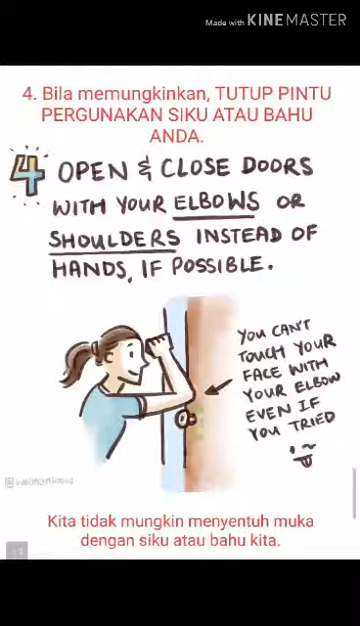 Made with KINEMASTER
4. Bila memungkinkan, TUTUP PINTU
PERGUNAKAN SIKU ATAU BAHU
ANDA.
4 OPEN & CLOSE DOORS
WITH YOUR ELBOWS OR
SHOULDERS INSTEAD OF
HANDS, IF POSSIBLE.
YOU CAN'T
TOUCH YOUR
FACE WITH
YOUR ELBOW
EVEN IF
YOU TRIED
Kita tidak mungkin menyentuh muka
dengan siku atau bahu kita.